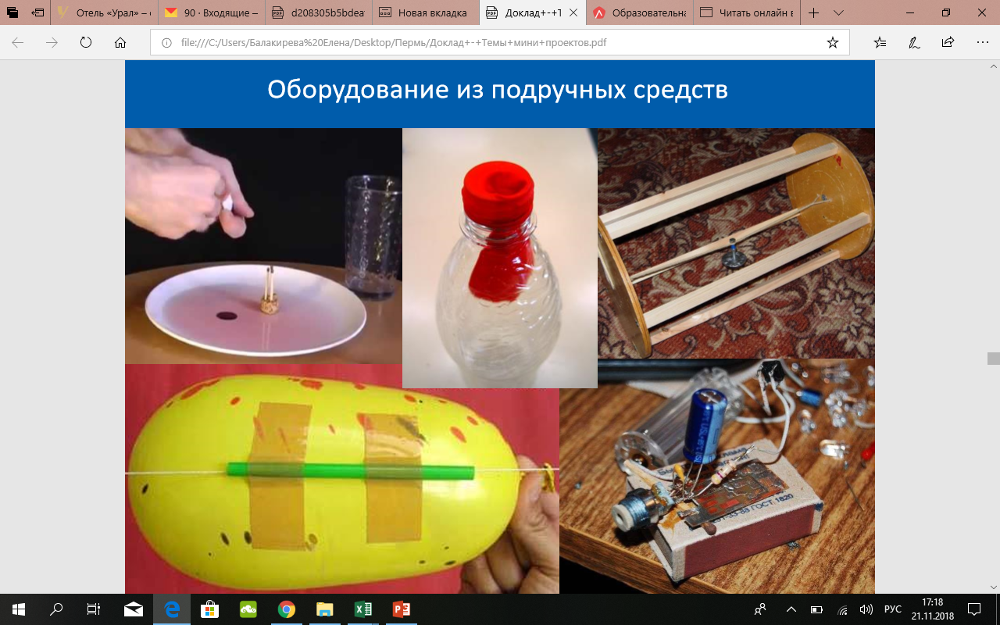 Отель «Урал» –
90 · Входящие –
d208305b5bdea
Новая вкладка
Доклад+-+Т
Образовательна
Читать онлайн
file:///C:/Users/Балакирева%20Елена/Desktop/Пермь/Доклад+-+Темы+мини+проектов.pdf
Оборудование из подручных средств
ГОСТ 1820
РУС
17:18
21.11.2018